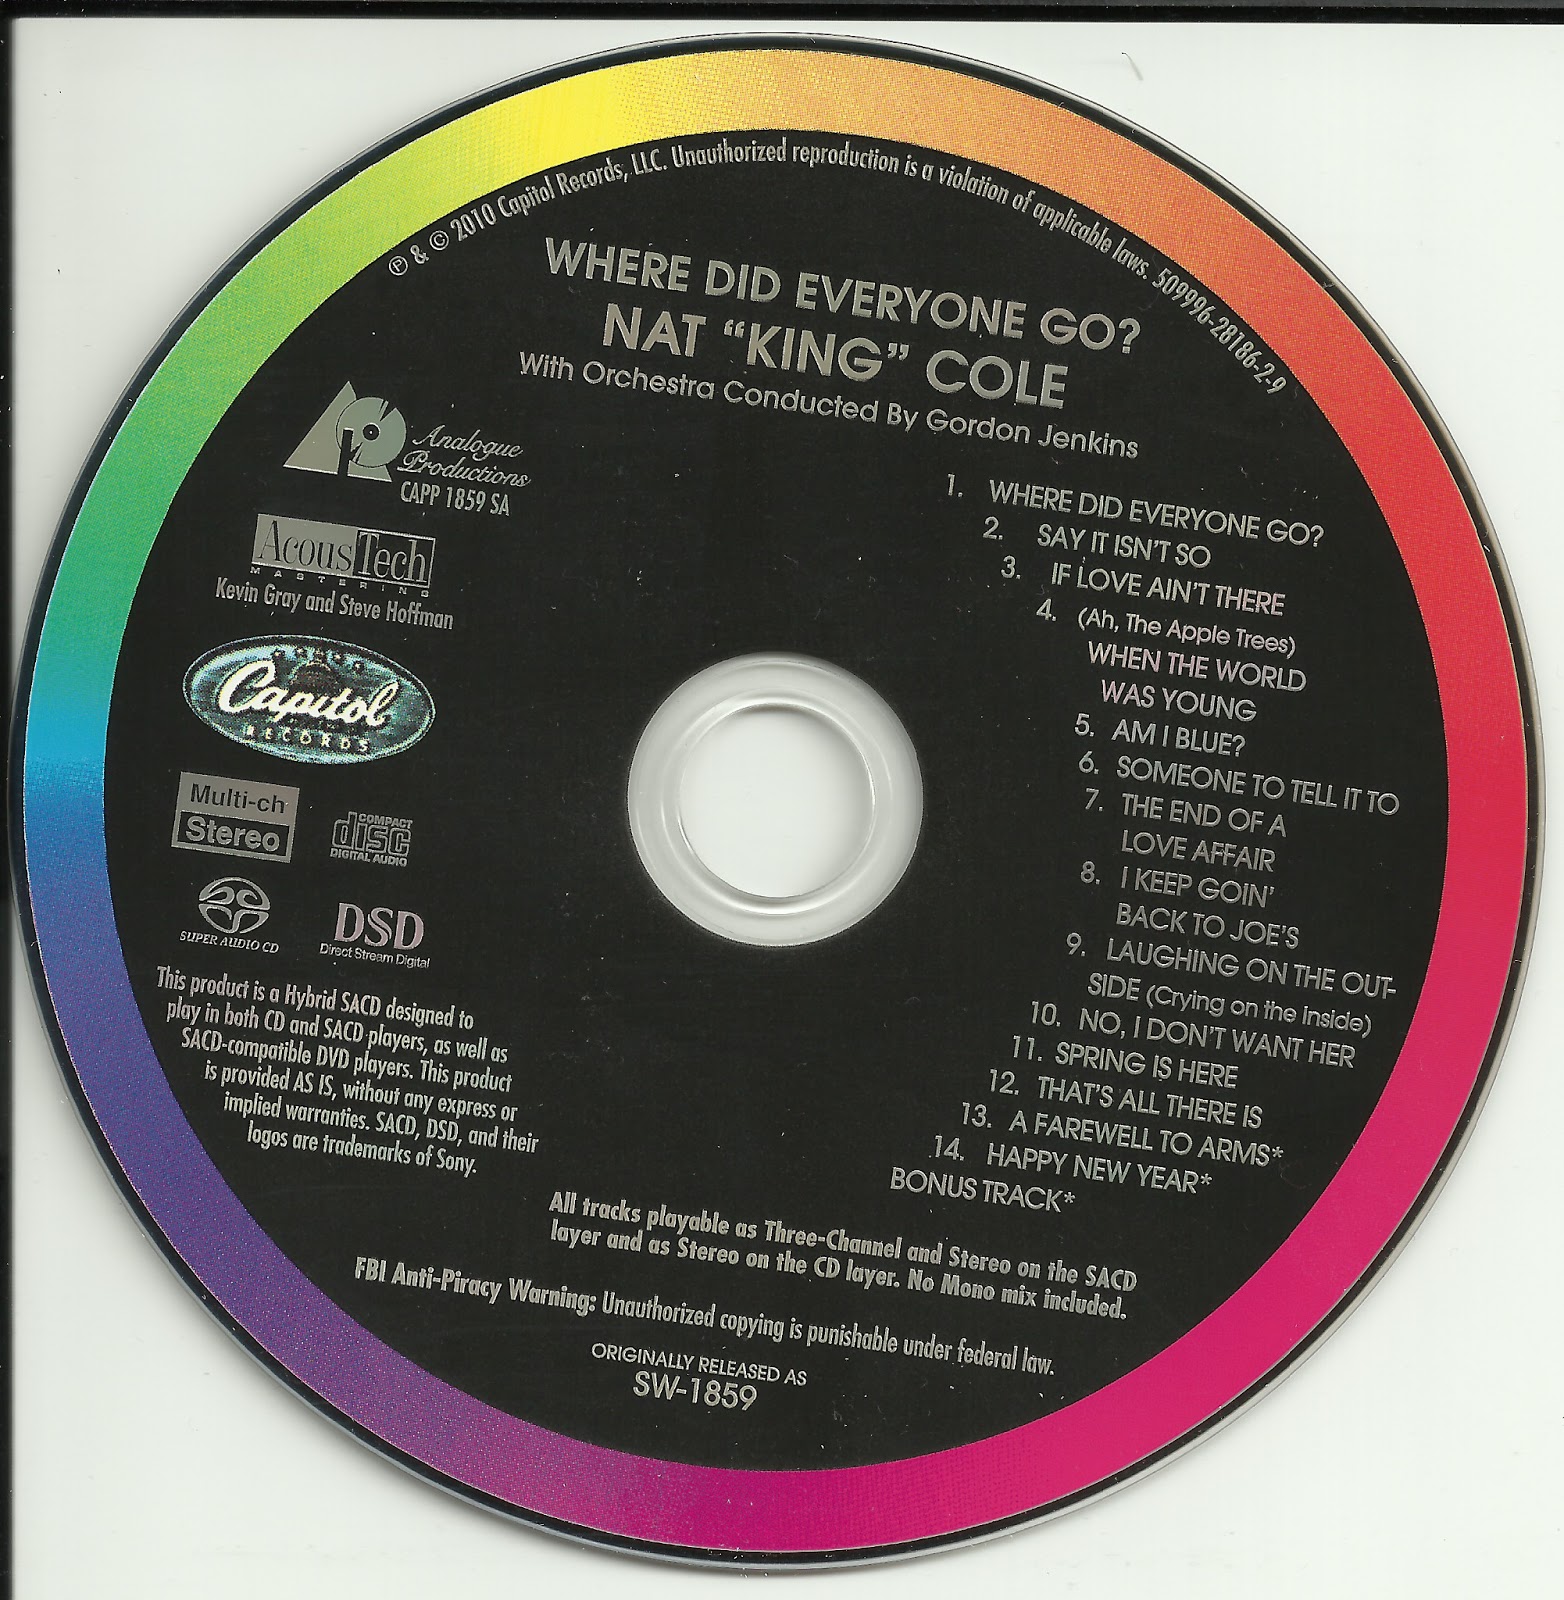 ℗ & © 2010 Capitol Records, LLC. Unauthorized reproduction is a violation of applicable laws. 509996-28186-2-9
WHERE DID EVERYONE GO?
NAT “KING” COLE
With Orchestra Conducted By Gordon Jenkins
Analogue
Productions
CAPP 1859 SA
AcousTech
MASTERING
Kevin Gray and Steve Hoffman
Capitol
RECORDS
Multi-ch
Stereo
COMPACT
disc
DIGITAL AUDIO
SUPER AUDIO CD
DSD
Direct Stream Digital
This product is a Hybrid SACD designed to
play in both CD and SACD players, as well as
SACD-compatible DVD players. This product
is provided AS IS, without any express or
implied warranties. SACD, DSD, and their
logos are trademarks of Sony.
1. WHERE DID EVERYONE GO?
2. SAY IT ISN'T SO
3. IF LOVE AIN'T THERE
4. (Ah, The Apple Trees)
WHEN THE WORLD
WAS YOUNG
5. AM I BLUE?
6. SOMEONE TO TELL IT TO
7. THE END OF A
LOVE AFFAIR
8. I KEEP GOIN'
BACK TO JOE'S
9. LAUGHING ON THE OUT-
SIDE (Crying on the Inside)
10. NO, I DON'T WANT HER
11. SPRING IS HERE
12. THAT'S ALL THERE IS
13. A FAREWELL TO ARMS*
14. HAPPY NEW YEAR*
BONUS TRACK*
All tracks playable as Three-Channel and Stereo on the SACD
layer and as Stereo on the CD layer. No Mono mix included.
FBI Anti-Piracy Warning: Unauthorized copying is punishable under federal law.
ORIGINALLY RELEASED AS
SW-1859